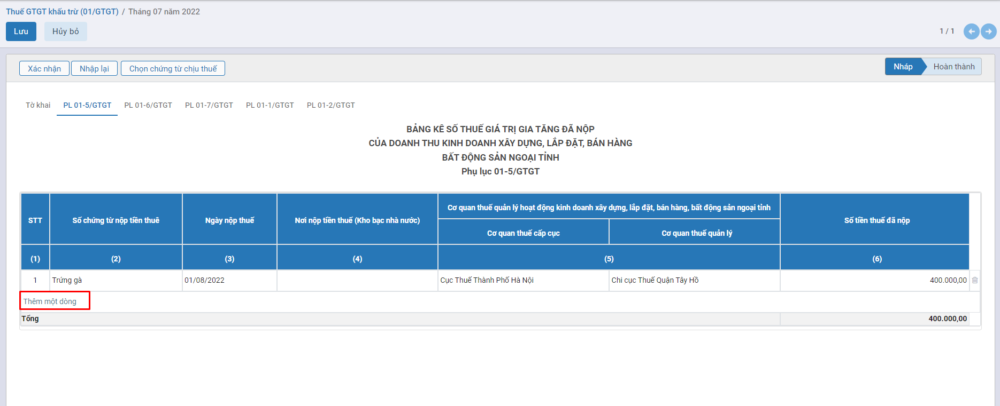 Thuế GTGT khấu trừ (01/GTGT) / Tháng 07 năm 2022
Lưu Hủy bỏ 1 / 1
Xác nhận Nhập lại Chọn chứng từ chịu thuế Nháp Hoàn thành
Tờ khai PL 01-5/GTGT PL 01-6/GTGT PL 01-7/GTGT PL 01-1/GTGT PL 01-2/GTGT
BẢNG KÊ SỐ THUẾ GIÁ TRỊ GIA TĂNG ĐÃ NỘP
CỦA DOANH THU KINH DOANH XÂY DỰNG, LẮP ĐẶT, BÁN HÀNG
BẤT ĐỘNG SẢN NGOẠI TỈNH
Phụ lục 01-5/GTGT
STT Số chứng từ nộp tiền thuê Ngày nộp thuế Nơi nộp tiền thuế (Kho bạc nhà nước) Cơ quan thuế quản lý hoạt động kinh doanh xây dựng, lắp đặt, bán hàng, bất động sản ngoại tỉnh Số tiền thuế đã nộp
Cơ quan thuế cấp cục Cơ quan thuế quản lý
(1) (2) (3) (4) (5) (6)
1 Trứng gà 01/08/2022 Cục Thuế Thành Phố Hà Nội Chi cục Thuế Quận Tây Hồ 400.000,00
Thêm một dòng
Tổng 400.000,00